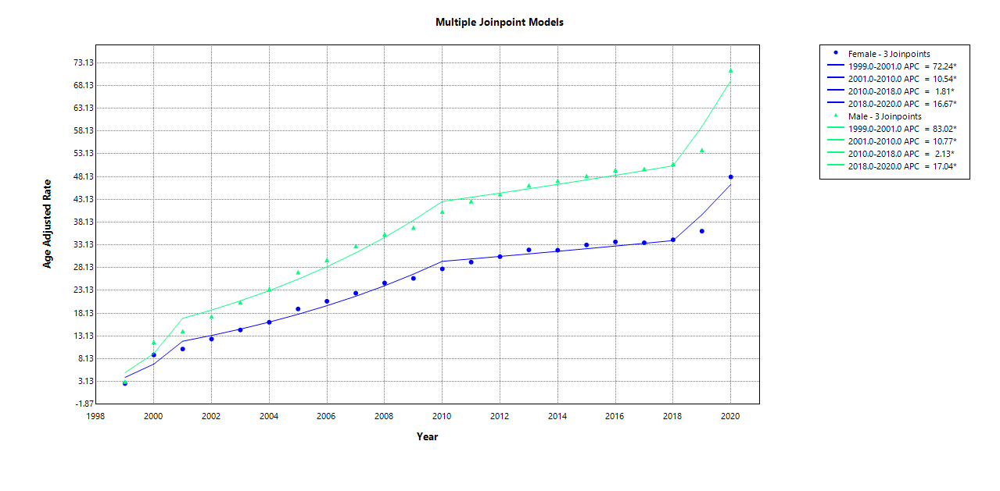 Multiple Joinpoint Models
Female - 3 Joinpoints
1999.0-2001.0 APC = 72.24*
2001.0-2010.0 APC = 10.54*
2010.0-2018.0 APC = 1.81*
2018.0-2020.0 APC = 16.67*
Male - 3 Joinpoints
1999.0-2001.0 APC = 83.02*
2001.0-2010.0 APC = 10.77*
2010.0-2018.0 APC = 2.13*
2018.0-2020.0 APC = 17.04*
Age Adjusted Rate
73.13
68.13
63.13
58.13
53.13
48.13
43.13
38.13
33.13
28.13
23.13
18.13
13.13
8.13
3.13
-1.87
1998 2000 2002 2004 2006 2008 2010 2012 2014 2016 2018 2020
Year